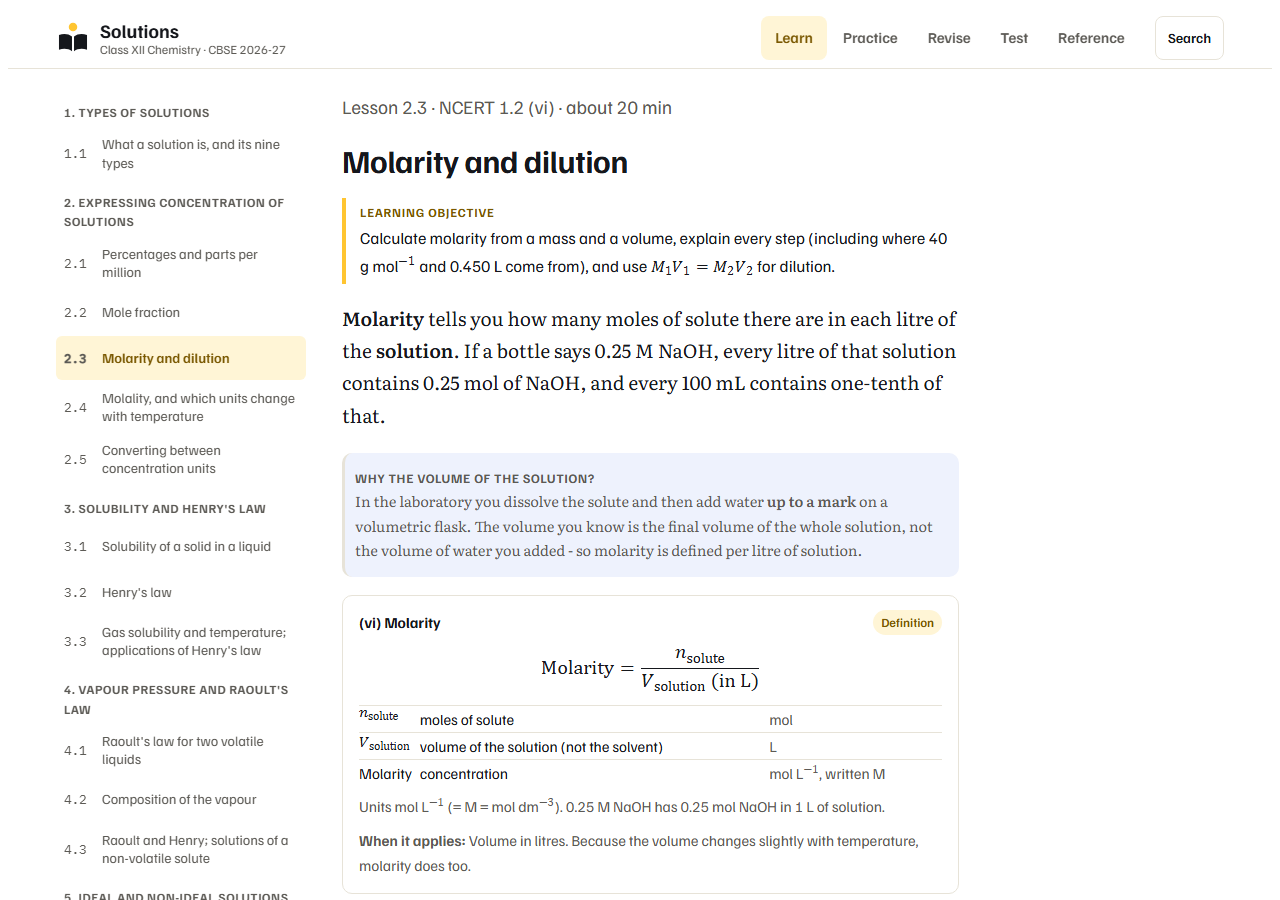 Solutions
Class XII Chemistry · CBSE 2026-27
Learn
Practice
Revise
Test
Reference
Search
1. TYPES OF SOLUTIONS
1.1 What a solution is, and its nine
types
2. EXPRESSING CONCENTRATION OF
SOLUTIONS
2.1 Percentages and parts per
million
2.2 Mole fraction
2.3 Molarity and dilution
2.4 Molality, and which units change
with temperature
2.5 Converting between
concentration units
3. SOLUBILITY AND HENRY'S LAW
3.1 Solubility of a solid in a liquid
3.2 Henry's law
3.3 Gas solubility and temperature;
applications of Henry's law
4. VAPOUR PRESSURE AND RAOULT'S
LAW
4.1 Raoult's law for two volatile
liquids
4.2 Composition of the vapour
4.3 Raoult and Henry; solutions of a
non-volatile solute
5. IDEAL AND NON-IDEAL SOLUTIONS
Lesson 2.3 · NCERT 1.2 (vi) · about 20 min
Molarity and dilution
LEARNING OBJECTIVE
Calculate molarity from a mass and a volume, explain every step (including where 40
g mol⁻¹ and 0.450 L come from), and use M₁V₁ = M₂V₂ for dilution.
Molarity tells you how many moles of solute there are in each litre of
the solution. If a bottle says 0.25 M NaOH, every litre of that solution
contains 0.25 mol of NaOH, and every 100 mL contains one-tenth of
that.
WHY THE VOLUME OF THE SOLUTION?
In the laboratory you dissolve the solute and then add water up to a mark on a
volumetric flask. The volume you know is the final volume of the whole solution, not
the volume of water you added - so molarity is defined per litre of solution.
(vi) Molarity
Definition
Molarity = n solute / V solution (in L)
n solute moles of solute mol
V solution volume of the solution (not the solvent) L
Molarity concentration mol L⁻¹, written M
Units mol L⁻¹ (= M = mol dm⁻³). 0.25 M NaOH has 0.25 mol NaOH in 1 L of solution.
When it applies: Volume in litres. Because the volume changes slightly with temperature,
molarity does too.